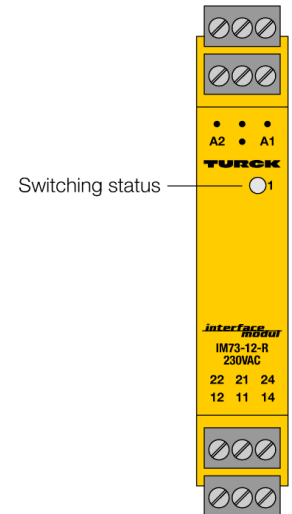 A2 A1
TURCK
Switching status
1
interface
modul
IM73-12-R
230VAC
22 21 24
12 11 14